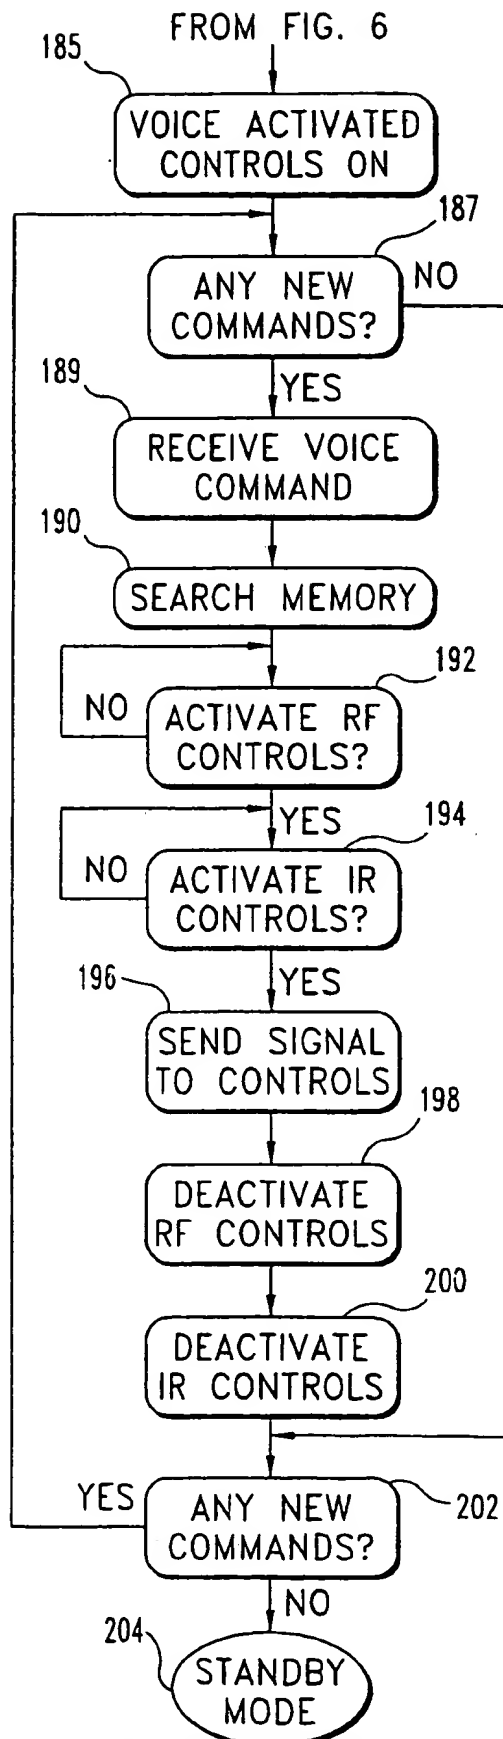 FROM FIG. 6
185
VOICE ACTIVATED
CONTROLS ON
187
ANY NEW
COMMANDS?
NO
YES
189
RECEIVE VOICE
COMMAND
190
SEARCH MEMORY
192
NO
ACTIVATE RF
CONTROLS?
YES
194
NO
ACTIVATE IR
CONTROLS?
YES
196
SEND SIGNAL
TO CONTROLS
198
DEACTIVATE
RF CONTROLS
200
DEACTIVATE
IR CONTROLS
YES
ANY NEW
COMMANDS?
202
NO
204
STANDBY
MODE